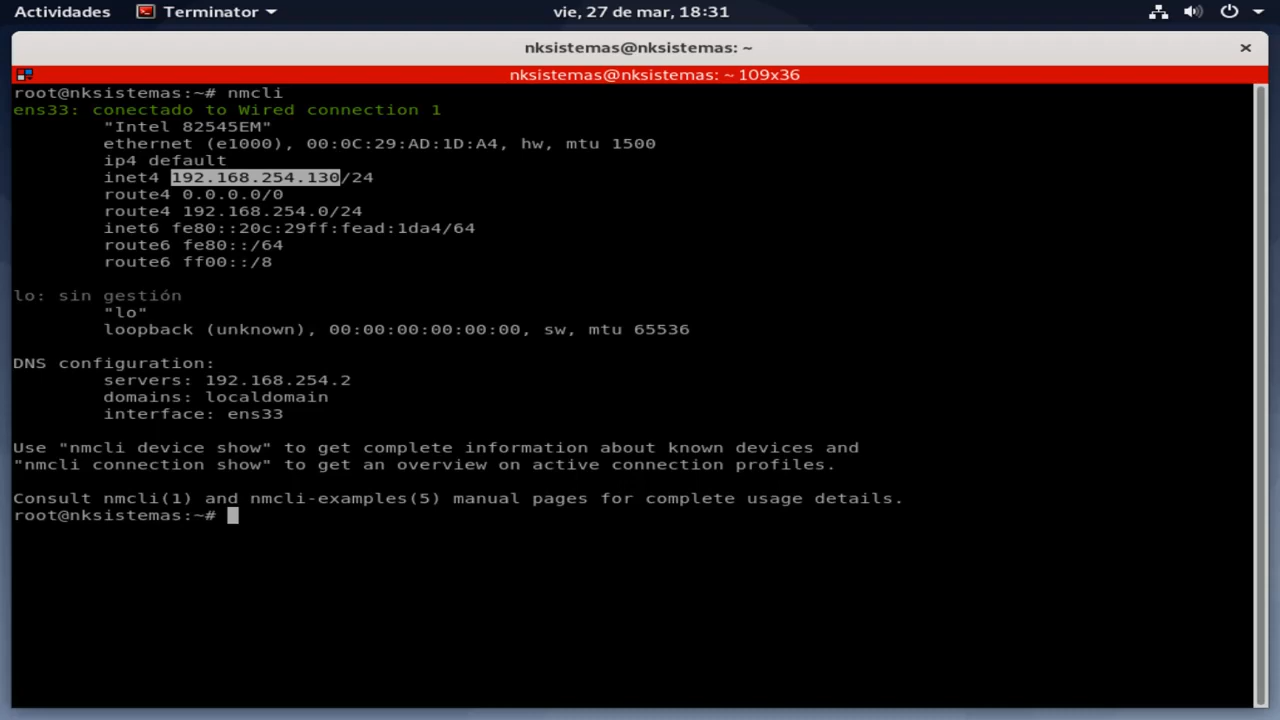 Actividades Terminator vie, 27 de mar, 18:31
nksistemas@nksistemas: ~
nksistemas@nksistemas: ~ 109x36
root@nksistemas:~# nmcli
ens33: conectado to Wired connection 1
"Intel 82545EM"
ethernet (e1000), 00:0C:29:AD:1D:A4, hw, mtu 1500
ip4 default
inet4 192.168.254.130/24
route4 0.0.0.0/0
route4 192.168.254.0/24
inet6 fe80::20c:29ff:fead:1da4/64
route6 fe80::/64
route6 ff00::/8
lo: sin gestión
"lo"
loopback (unknown), 00:00:00:00:00:00, sw, mtu 65536
DNS configuration:
servers: 192.168.254.2
domains: localdomain
interface: ens33
Use "nmcli device show" to get complete information about known devices and
"nmcli connection show" to get an overview on active connection profiles.
Consult nmcli(1) and nmcli-examples(5) manual pages for complete usage details.
root@nksistemas:~#